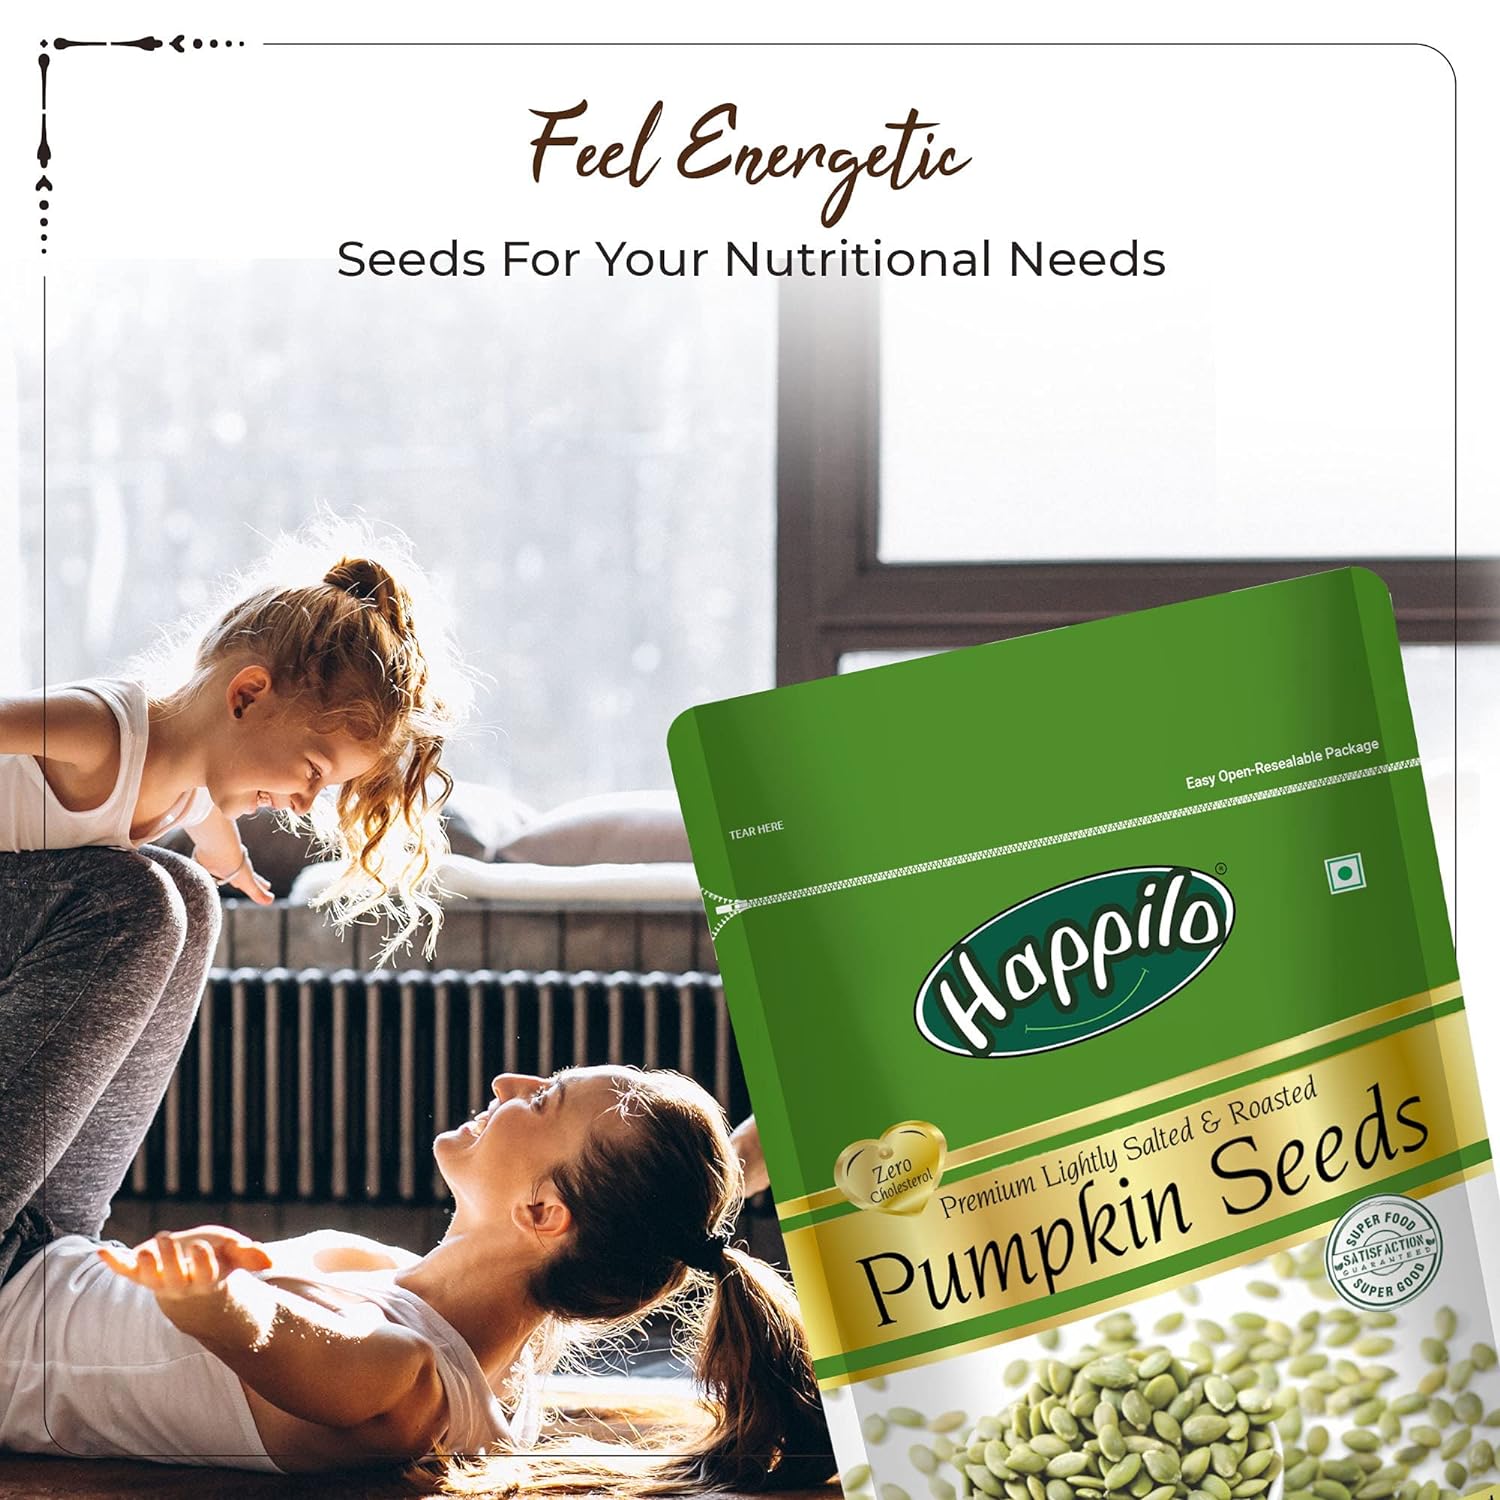 Feel Energetic
Seeds For Your Nutritional Needs
Easy Open-Resealable Package
TEAR HERE
Happilo®
Zero
Cholesterol
Premium Lightly Salted & Roasted
Pumpkin Seeds
SUPER FOOD
SATISFACTION
GUARANTEED
SUPER GOOD